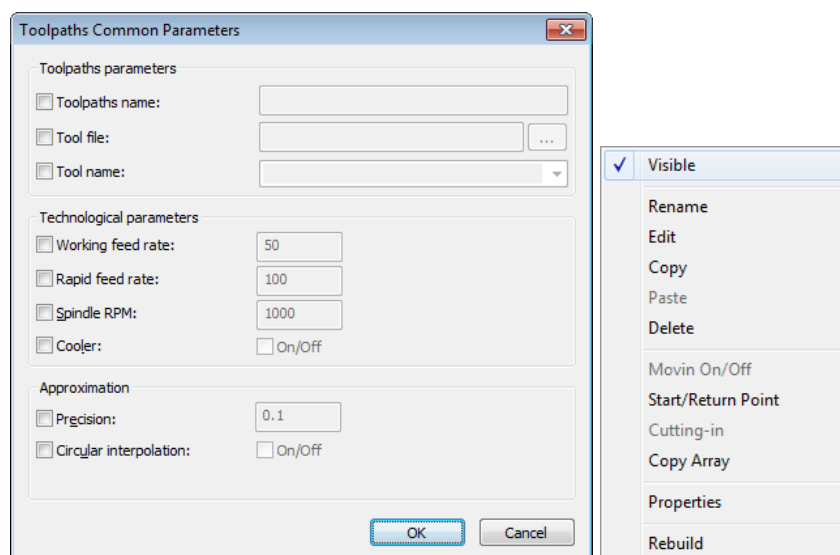 Toolpaths Common Parameters
Toolpaths parameters
Toolpaths name:
Tool file:
...
Tool name:
Technological parameters
Working feed rate:
50
Rapid feed rate:
100
Spindle RPM:
1000
Cooler:
On/Off
Approximation
Precision:
0.1
Circular interpolation:
On/Off
OK
Cancel
Visible
Rename
Edit
Copy
Paste
Delete
Movin On/Off
Start/Return Point
Cutting-in
Copy Array
Properties
Rebuild